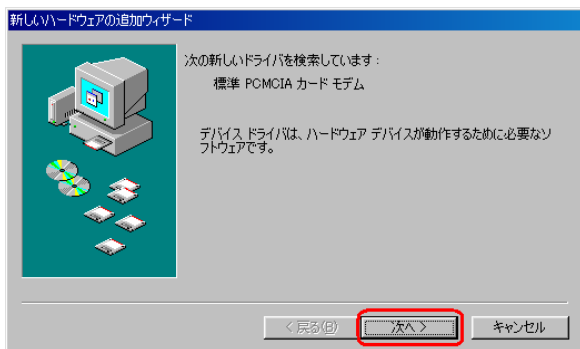 新しいハードウェアの追加ウィザード
次の新しいドライバを検索しています：
標準 PCMCIA カード モデム
デバイス ドライバは、ハードウェア デバイスが動作するために必要なソ
フトウェアです。
< 戻る(B)
次へ >
キャンセル